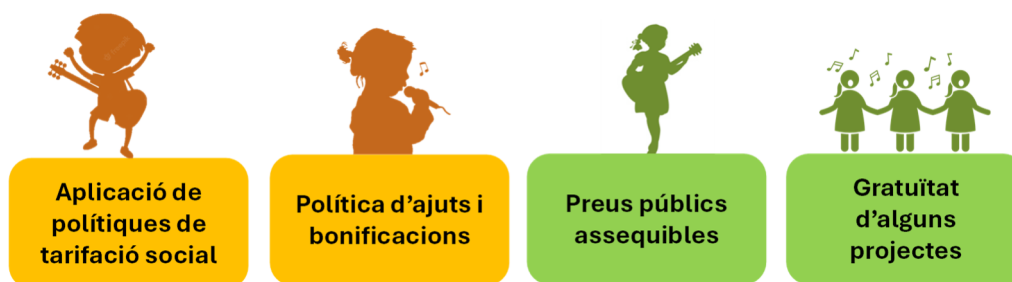 Aplicació de
polítiques de
tarifació social
Política d’ajuts i
bonificacions
Preus públics
assequibles
Gratuïtat
d’alguns
projectes